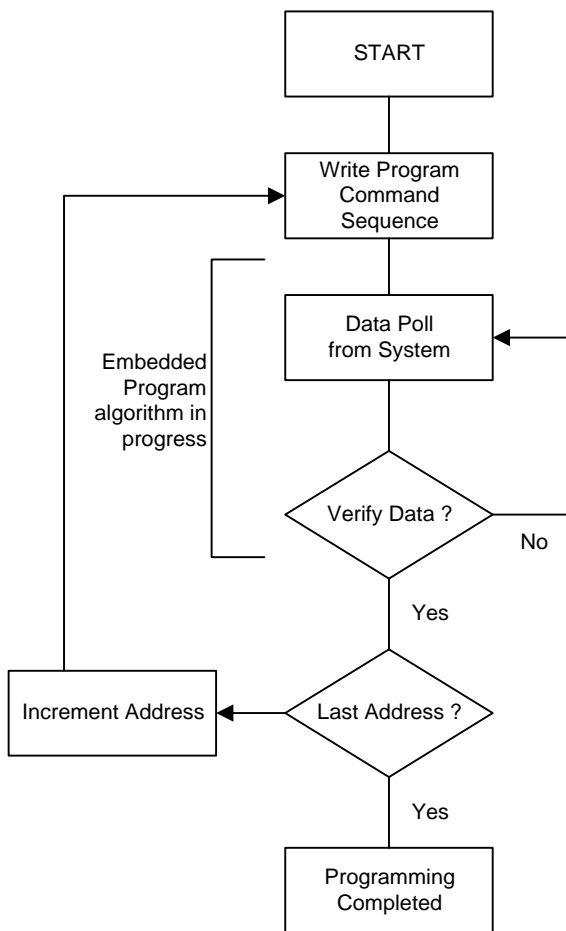 START
Write Program
Command
Sequence
Data Poll
from System
Embedded
Program
algorithm in
progress
Verify Data ?
No
Yes
Increment Address
Last Address ?
Yes
Programming
Completed